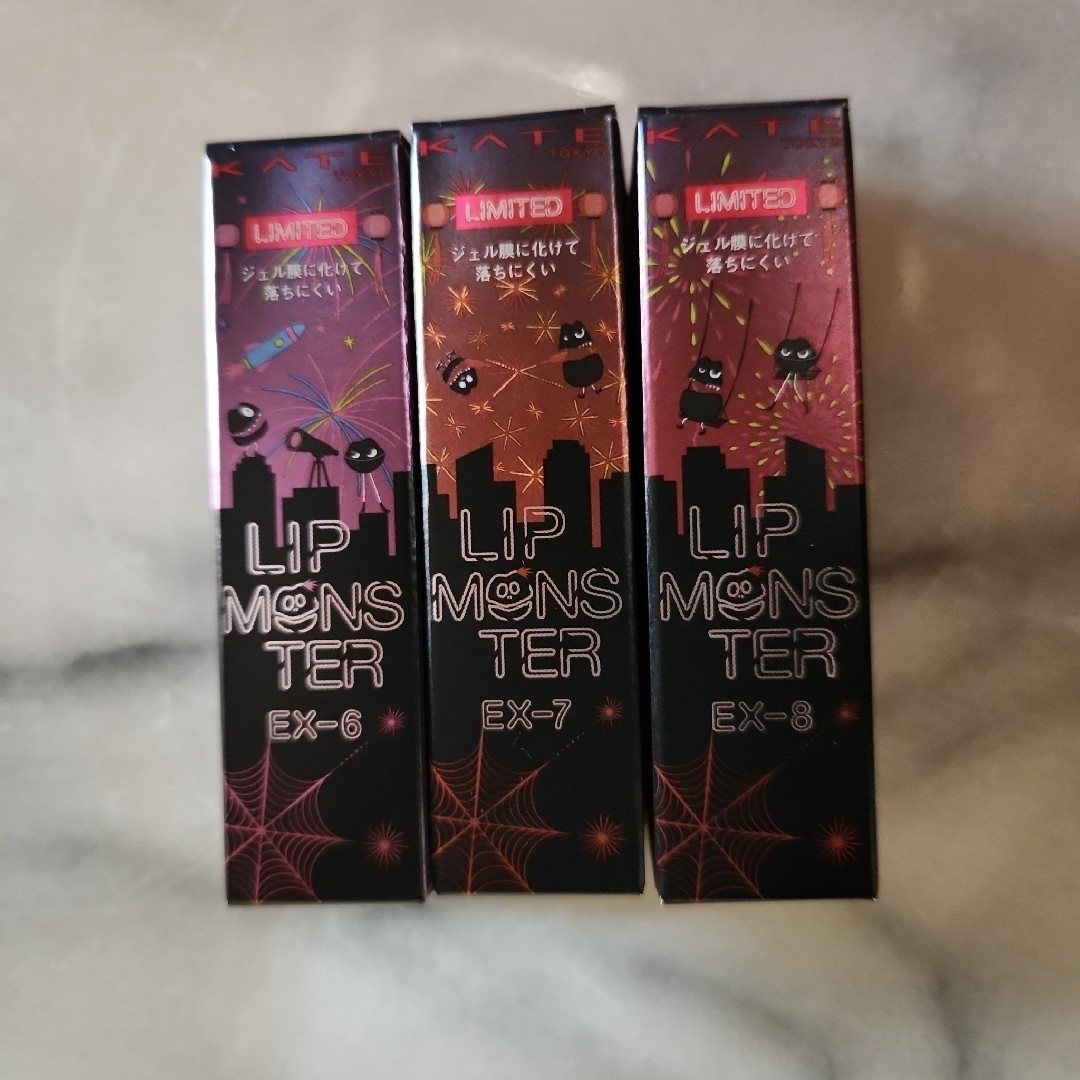 KATE
TOKYO
LIMITED
ジェル膜に化けて
落ちにくい
LIP
MONS
TER
EX-6
KATE
TOKYO
LIMITED
ジェル膜に化けて
落ちにくい
LIP
MONS
TER
EX-7
KATE
TOKYO
LIMITED
ジェル膜に化けて
落ちにくい
LIP
MONS
TER
EX-8